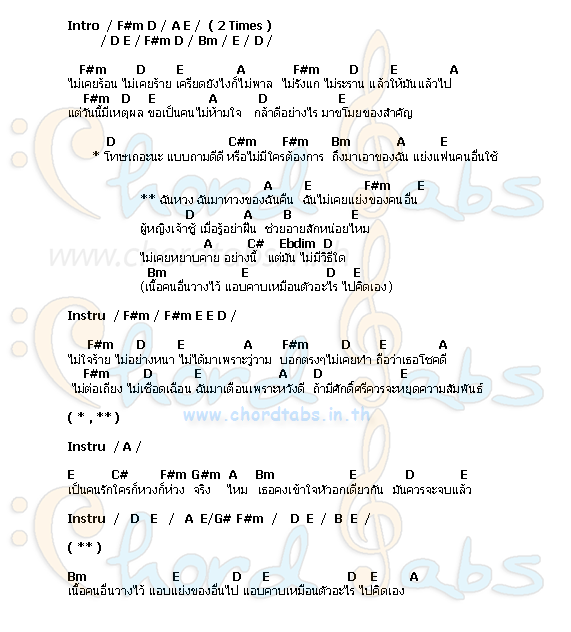 Intro / F#m D / A E / ( 2 Times )
/ D E / F#m D / Bm / E / D /
F#m D E A F#m D E A
ไม่เคยร้อน ไม่เคยร้าย เครียดยังไงก็ไม่พาล ไม่รังแก ไม่ระราน แล้วให้มันแล้วไป
F#m D E A D E
แต่วันนี้มีเหตุผล ขอเป็นคนไม่ห้ามใจ กล้าดีอย่างไร มาขโมยของสำคัญ
D C#m F#m Bm A E
* โทษเถอะนะ แบบถามดีดี หรือไม่มีใครต้องการ ถึงมาเอาของฉัน แย่งแฟนคนอื่นใช้
A E F#m E
** ฉันหวง ฉันมาทวงของฉันคืน ฉันไม่เคยแย่งของคนอื่น
D A B E
ผู้หญิงเจ้าชู้ เมื่อรู้อย่าฝืน ช่วยอายสักหน่อยไหม
A C# Ebdim D
ไม่เคยหยาบคาย อย่างนี้ แต่มัน ไม่มีวิธีใด
Bm E D E
(เนื้อคนอื่นวางไว้ แอบคาบเหมือนตัวอะไร ไปคิดเอง)
Instru / F#m / F#m E E D /
F#m D E A F#m D E A
ไม่ใจร้าย ไม่อย่างหนา ไม่ได้มาเพราะวู่วาม บอกตรงๆไม่เคยทำ ถือว่าเธอโชคดี
F#m D E A D E
ไม่ต่อเถียง ไม่เชือดเฉือน ฉันมาเตือนเพราะหวังดี ถ้ามีศักดิ์ศรีควรจะหยุดความสัมพันธ์
www.chordtabs.in.th
( * , ** )
Instru / A /
E C# F#m G#m A Bm E D E
เป็นคนรักใครก็หวงก็ห่วง จริง ไหม เธอคงเข้าใจหัวอกเดียวกัน มันควรจะจบแล้ว
Instru / D E / A E/G# F#m / D E / B E /
( ** )
Bm E D E D E A
เนื้อคนอื่นวางไว้ แอบแย่งของอื่นไป แอบคาบเหมือนตัวอะไร ไปคิดเอง